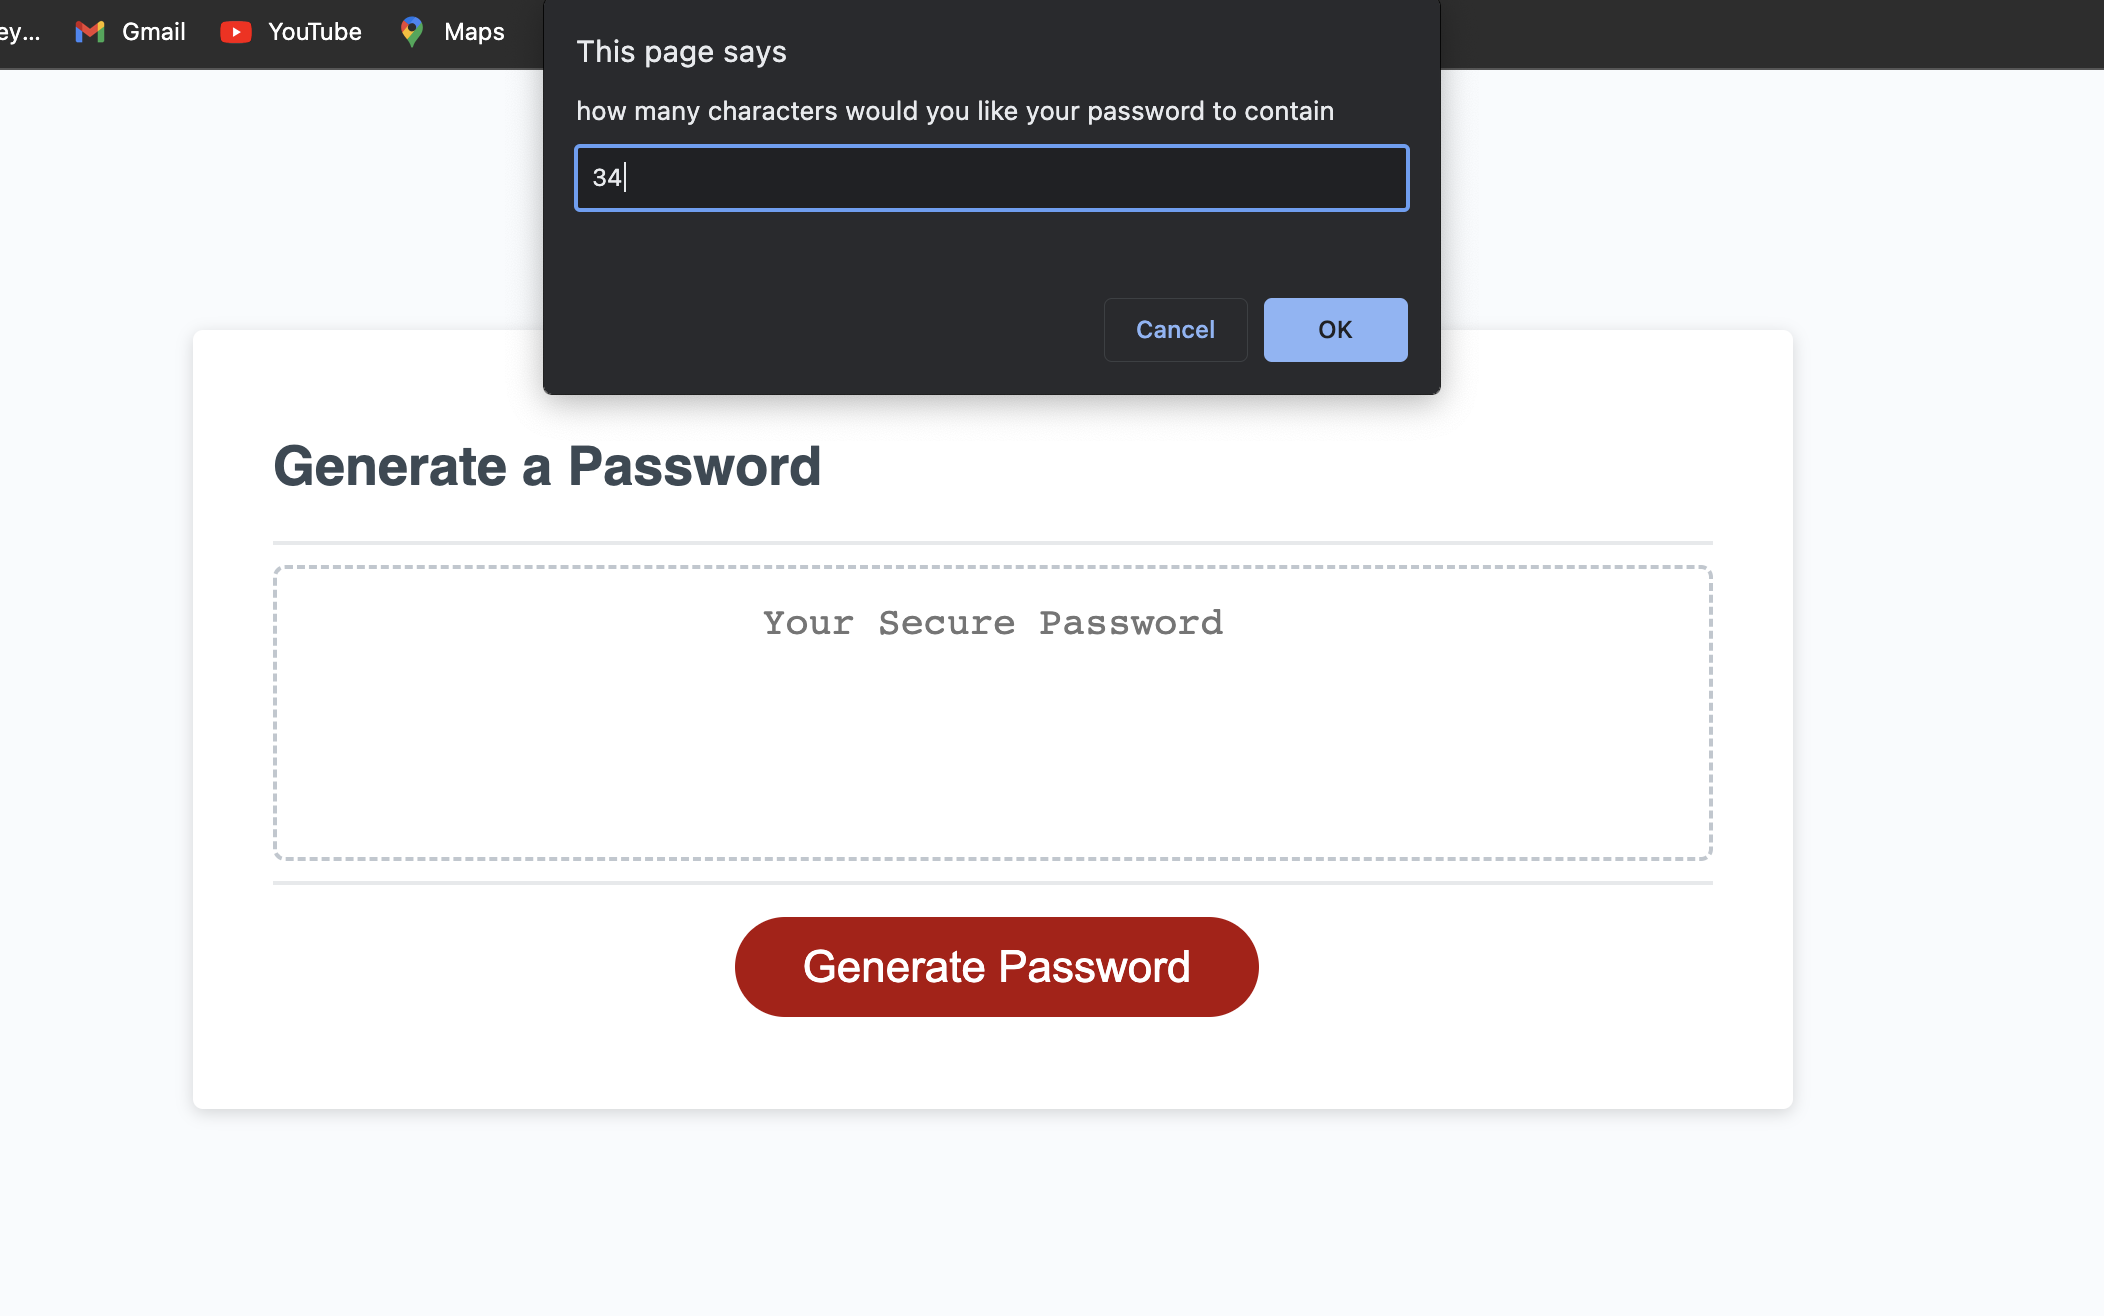 ey...
Gmail
YouTube
Maps
This page says
how many characters would you like your password to contain
34
Cancel
OK
Generate a Password
Your Secure Password
Generate Password